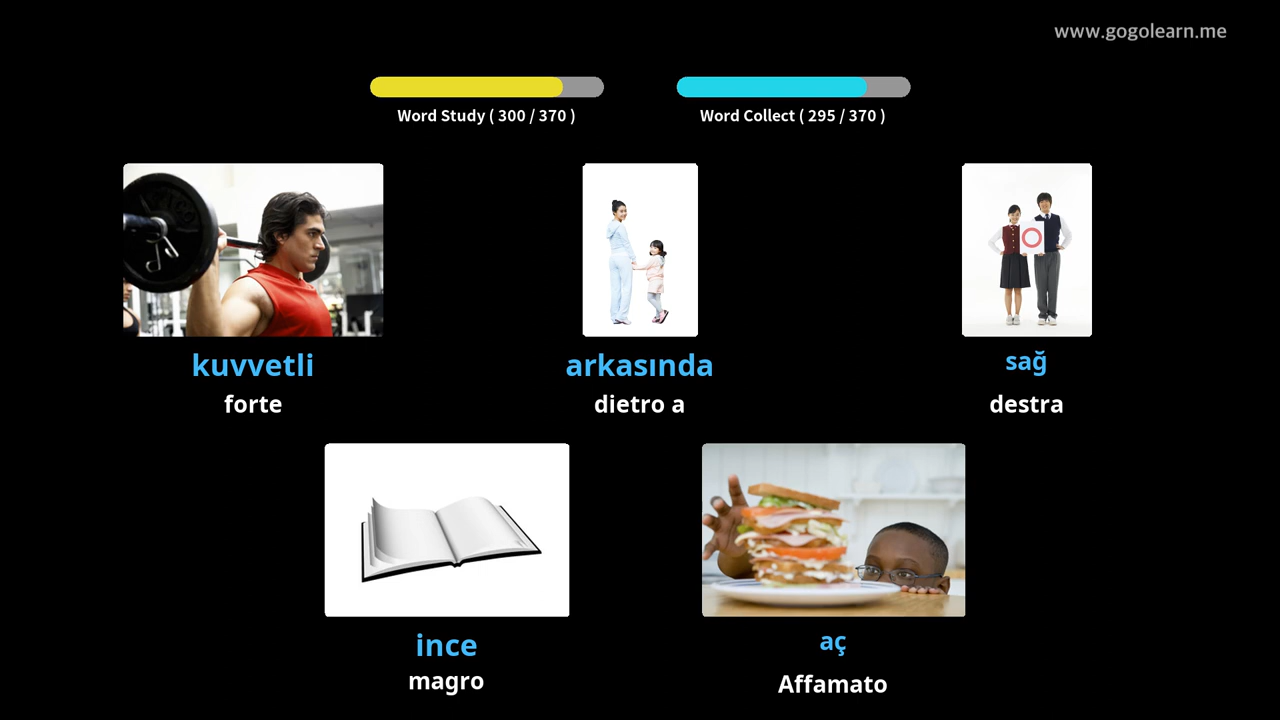 www.gogolearn.me
Word Study ( 300 / 370 )
Word Collect ( 295 / 370 )
kuvvetli
forte
arkasında
dietro a
sağ
destra
ince
magro
aç
Affamato